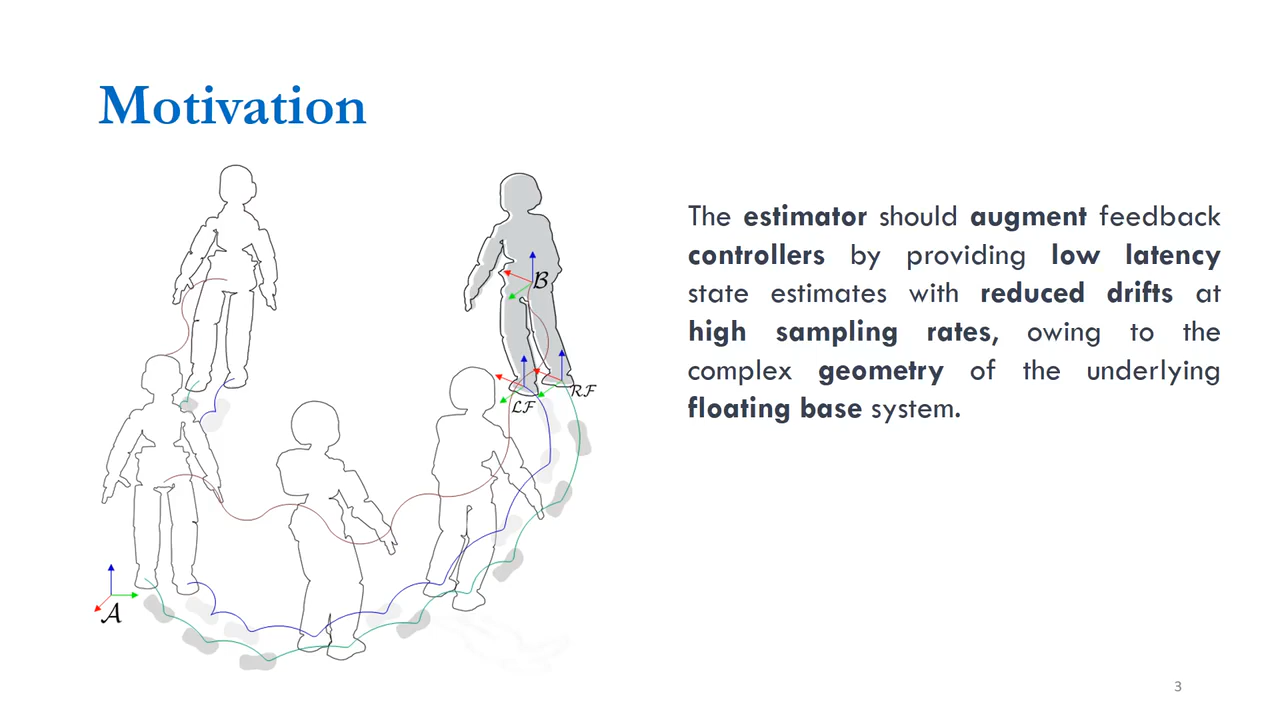 Motivation
The estimator should augment feedback
controllers by providing low latency
state estimates with reduced drifts at
high sampling rates, owing to the
complex geometry of the underlying
floating base system.
B
LF
RF
A
3